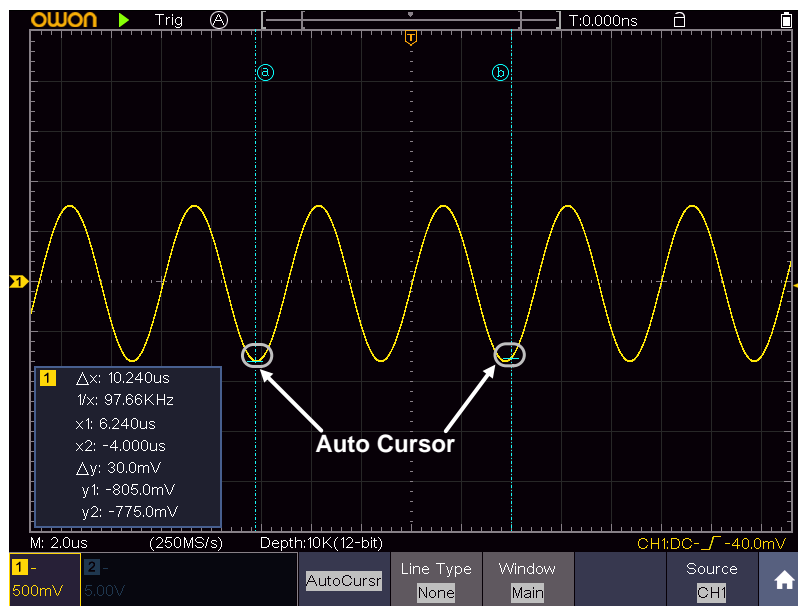 OWON Trig A T:0.000ns
T
a b
1
1 △x: 10.240us
1/x: 97.66KHz
x1: 6.240us
x2: -4.000us
△y: 30.0mV
y1: -805.0mV
y2: -775.0mV
Auto Cursor
M: 2.0us (250MS/s) Depth:10K(12-bit) CH1:DC- -40.0mV
1 - 2 - Line Type Window Source
500mV 5.00V AutoCursr None Main CH1